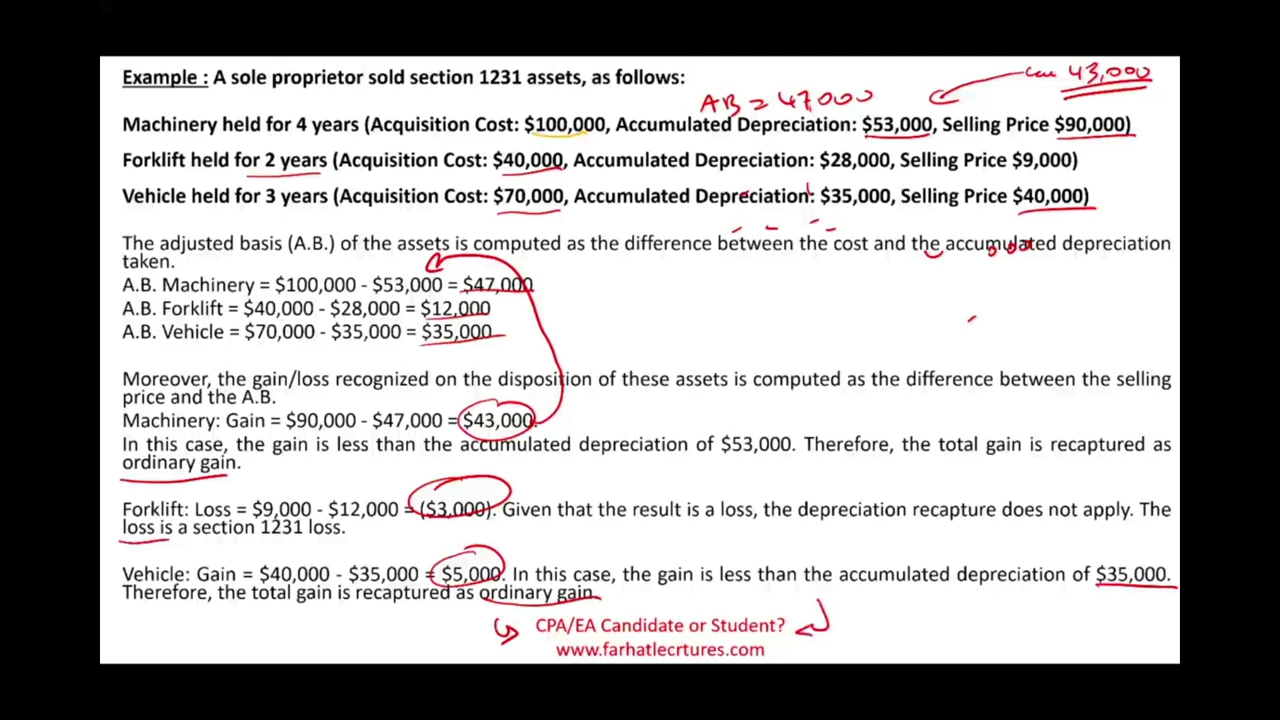 Example : A sole proprietor sold section 1231 assets, as follows:
43,000
AB = 47,000
Machinery held for 4 years (Acquisition Cost: $100,000, Accumulated Depreciation: $53,000, Selling Price $90,000)
Forklift held for 2 years (Acquisition Cost: $40,000, Accumulated Depreciation: $28,000, Selling Price $9,000)
Vehicle held for 3 years (Acquisition Cost: $70,000, Accumulated Depreciation: $35,000, Selling Price $40,000)
The adjusted basis (A.B.) of the assets is computed as the difference between the cost and the accumulated depreciation
taken.
A.B. Machinery = $100,000 - $53,000 = $47,000
A.B. Forklift = $40,000 - $28,000 = $12,000
A.B. Vehicle = $70,000 - $35,000 = $35,000
Moreover, the gain/loss recognized on the disposition of these assets is computed as the difference between the selling
price and the A.B.
Machinery: Gain = $90,000 - $47,000 = $43,000.
In this case, the gain is less than the accumulated depreciation of $53,000. Therefore, the total gain is recaptured as
ordinary gain.
Forklift: Loss = $9,000 - $12,000 = ($3,000). Given that the result is a loss, the depreciation recapture does not apply. The
loss is a section 1231 loss.
Vehicle: Gain = $40,000 - $35,000 = $5,000. In this case, the gain is less than the accumulated depreciation of $35,000.
Therefore, the total gain is recaptured as ordinary gain.
CPA/EA Candidate or Student?
www.farhatlecrtures.com